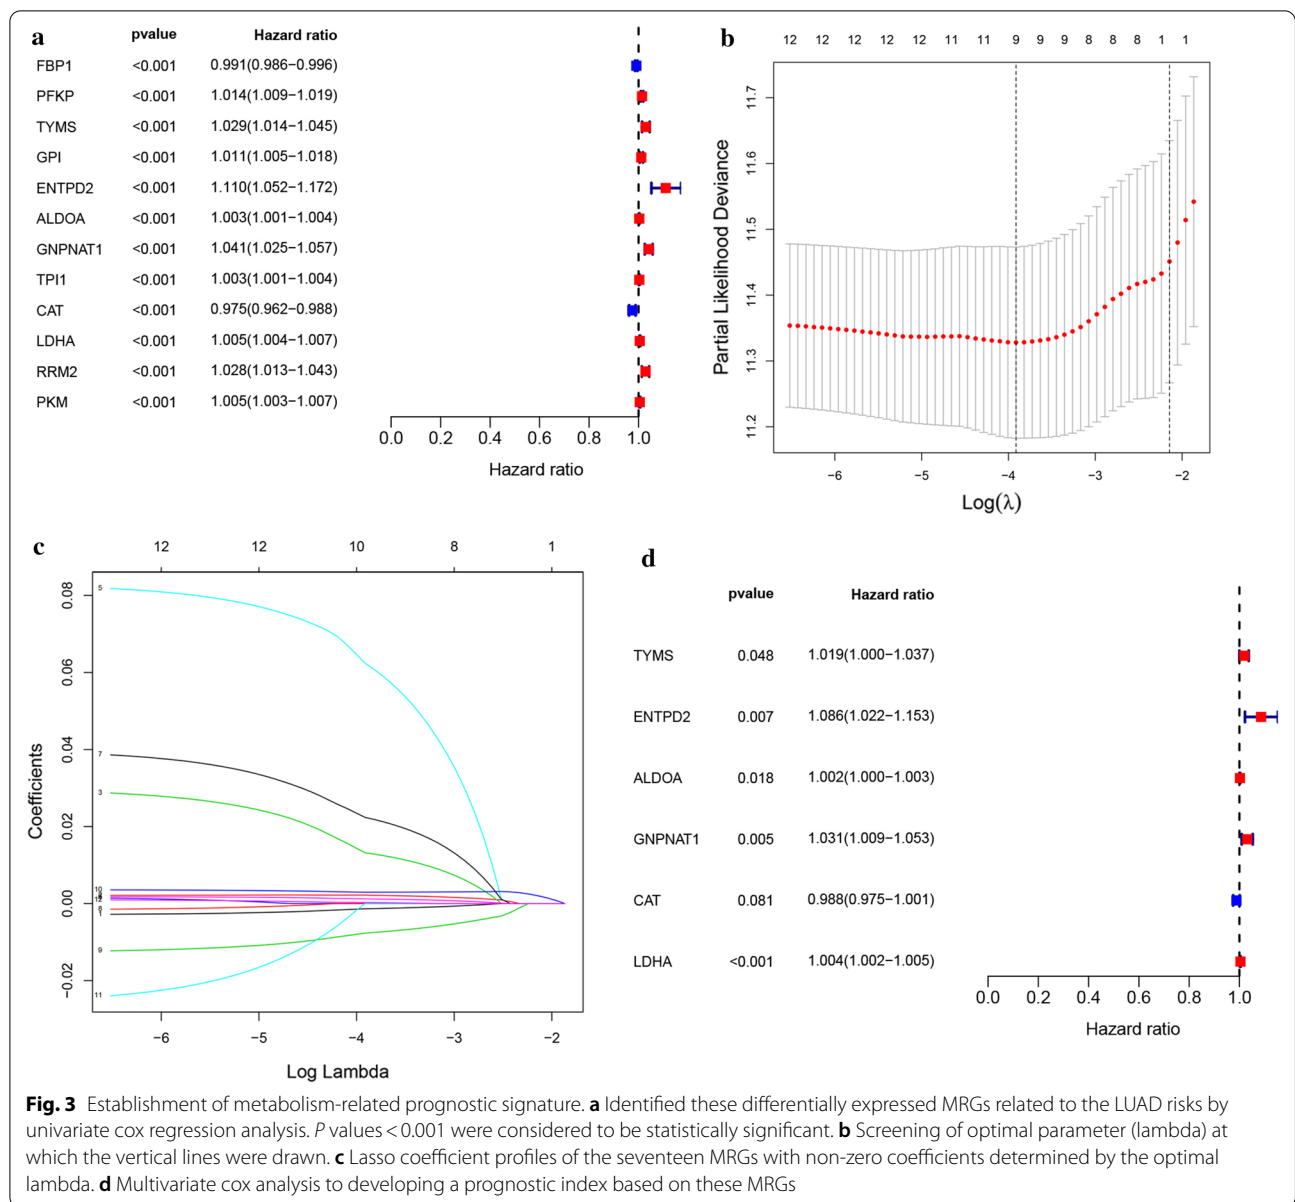 a
pvalue Hazard ratio
FBP1 <0.001 0.991(0.986−0.996)
PFKP <0.001 1.014(1.009−1.019)
TYMS <0.001 1.029(1.014−1.045)
GPI <0.001 1.011(1.005−1.018)
ENTPD2 <0.001 1.110(1.052−1.172)
ALDOA <0.001 1.003(1.001−1.004)
GNPNAT1 <0.001 1.041(1.025−1.057)
TPI1 <0.001 1.003(1.001−1.004)
CAT <0.001 0.975(0.962−0.988)
LDHA <0.001 1.005(1.004−1.007)
RRM2 <0.001 1.028(1.013−1.043)
PKM <0.001 1.005(1.003−1.007)
0.0 0.2 0.4 0.6 0.8 1.0
Hazard ratio
b
12 12 12 12 12 11 11 9 9 9 8 8 8 1 1
11.7
11.6
11.5
11.4
11.3
11.2
Partial Likelihood Deviance
−6 −5 −4 −3 −2
Log(λ)
c
12 12 10 8 1
0.08
0.06
0.04
0.02
0.00
−0.02
Coefficients
5
7
3
10
12
8
1
9
11
−6 −5 −4 −3 −2
Log Lambda
d
pvalue Hazard ratio
TYMS 0.048 1.019(1.000−1.037)
ENTPD2 0.007 1.086(1.022−1.153)
ALDOA 0.018 1.002(1.000−1.003)
GNPNAT1 0.005 1.031(1.009−1.053)
CAT 0.081 0.988(0.975−1.001)
LDHA <0.001 1.004(1.002−1.005)
0.0 0.2 0.4 0.6 0.8 1.0
Hazard ratio
Fig. 3 Establishment of metabolism-related prognostic signature. a Identified these differentially expressed MRGs related to the LUAD risks by
univariate cox regression analysis. P values < 0.001 were considered to be statistically significant. b Screening of optimal parameter (lambda) at
which the vertical lines were drawn. c Lasso coefficient profiles of the seventeen MRGs with non-zero coefficients determined by the optimal
lambda. d Multivariate cox analysis to developing a prognostic index based on these MRGs